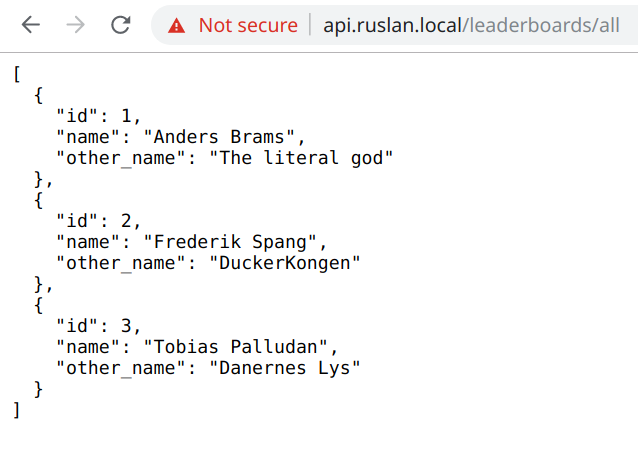 Not secure api.ruslan.local/leaderboards/all
[
  {
    "id": 1,
    "name": "Anders Brams",
    "other_name": "The literal god"
  },
  {
    "id": 2,
    "name": "Frederik Spang",
    "other_name": "DuckerKongen"
  },
  {
    "id": 3,
    "name": "Tobias Palludan",
    "other_name": "Danernes Lys"
  }
]